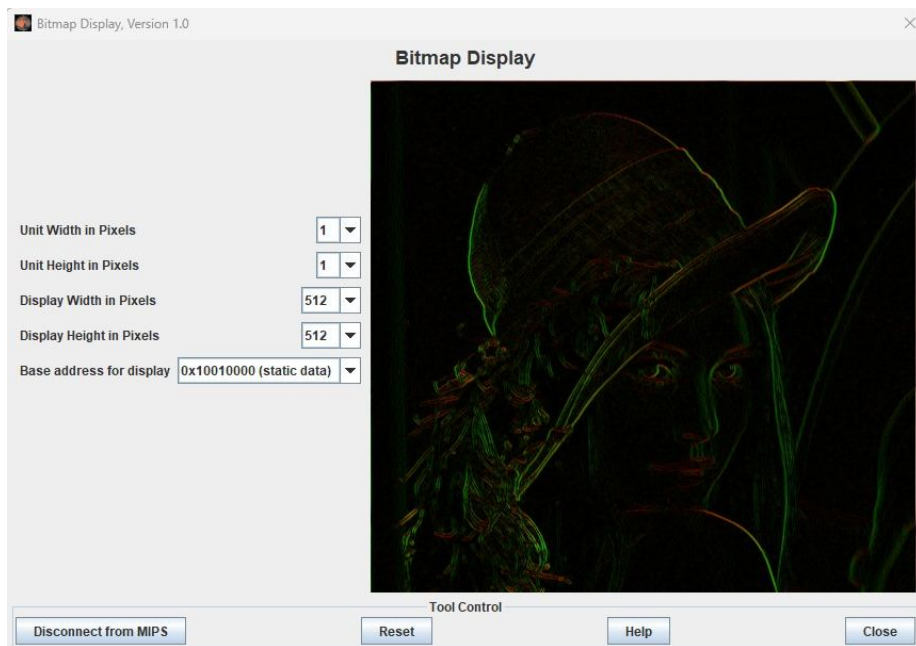 Bitmap Display, Version 1.0
Bitmap Display
Unit Width in Pixels 1
Unit Height in Pixels 1
Display Width in Pixels 512
Display Height in Pixels 512
Base address for display 0x10010000 (static data)
Tool Control
Disconnect from MIPS Reset Help Close